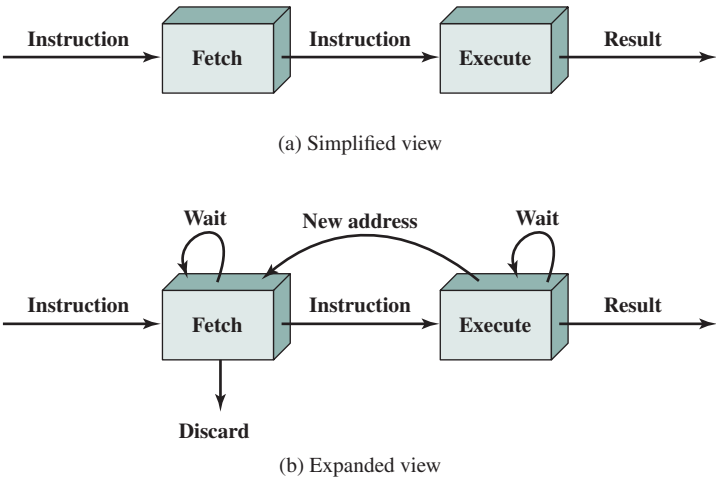 Instruction
Fetch
Instruction
Execute
Result
(a) Simplified view
Wait
New address
Wait
Instruction
Fetch
Instruction
Execute
Result
Discard
(b) Expanded view